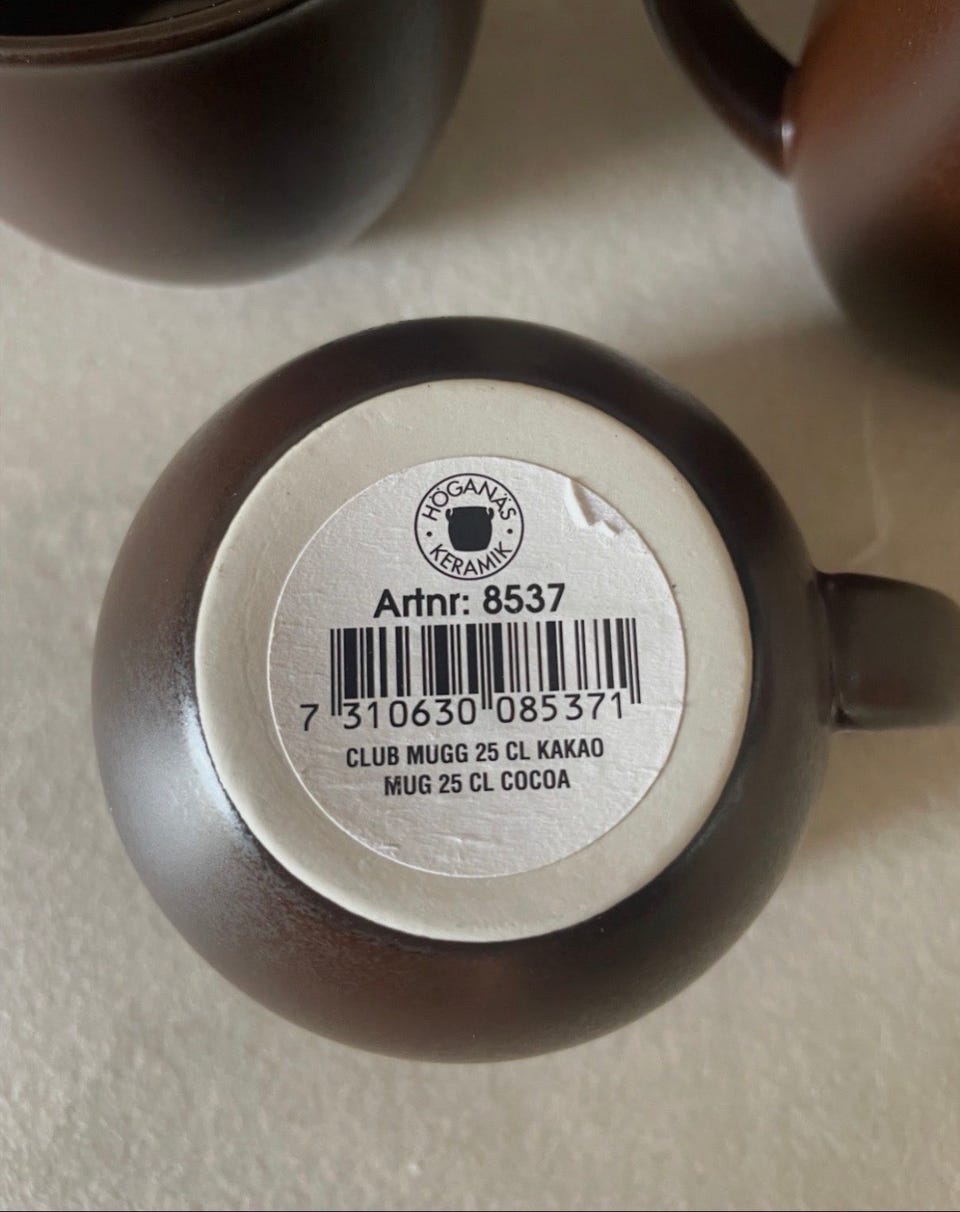 HÖGANÄS
KERAMIK
Artnr: 8537
7 310630 085371
CLUB MUGG 25 CL KAKAO
MUG 25 CL COCOA